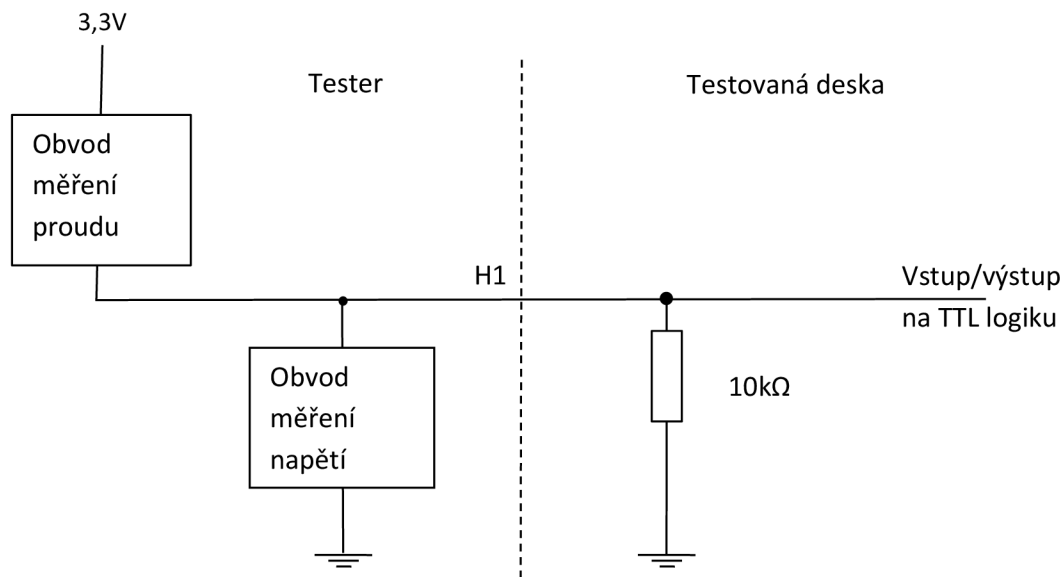 3,3V
Tester
Testovaná deska
Obvod
měření
proudu
H1
Vstup/výstup
na TTL logiku
Obvod
měření
napětí
10kΩ